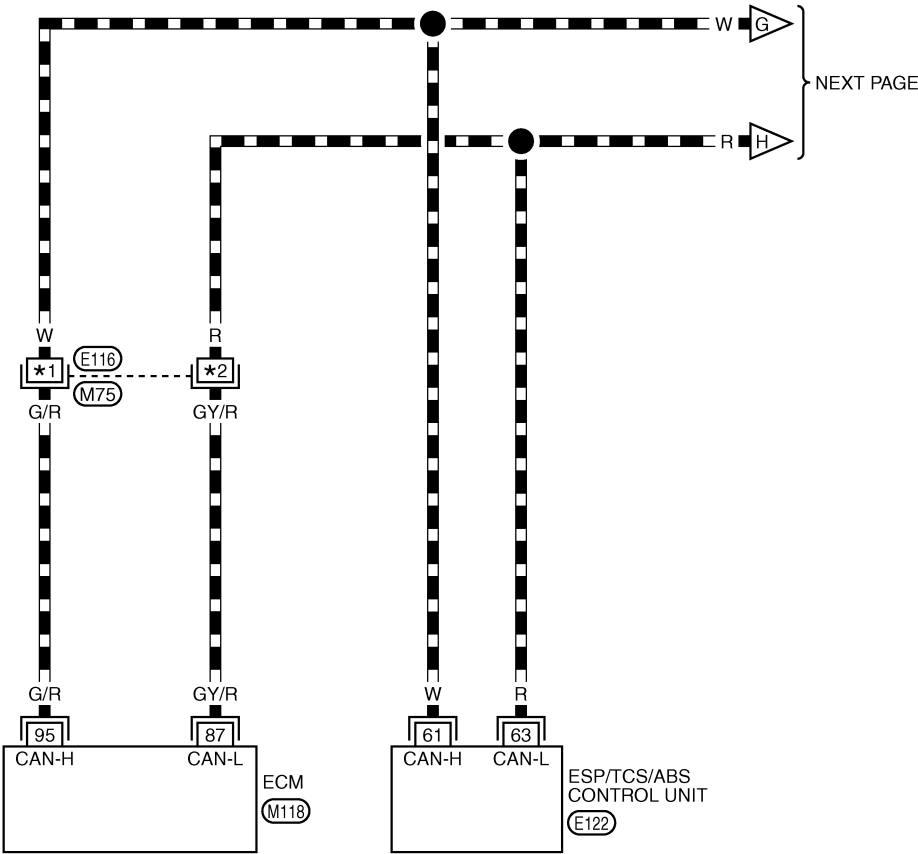 W G
NEXT PAGE
R H
W R
*1 E116 *2
M75
G/R GY/R
G/R GY/R W R
95 87 61 63
CAN-H CAN-L CAN-H CAN-L
ECM
M118
ESP/TCS/ABS
CONTROL UNIT
E122